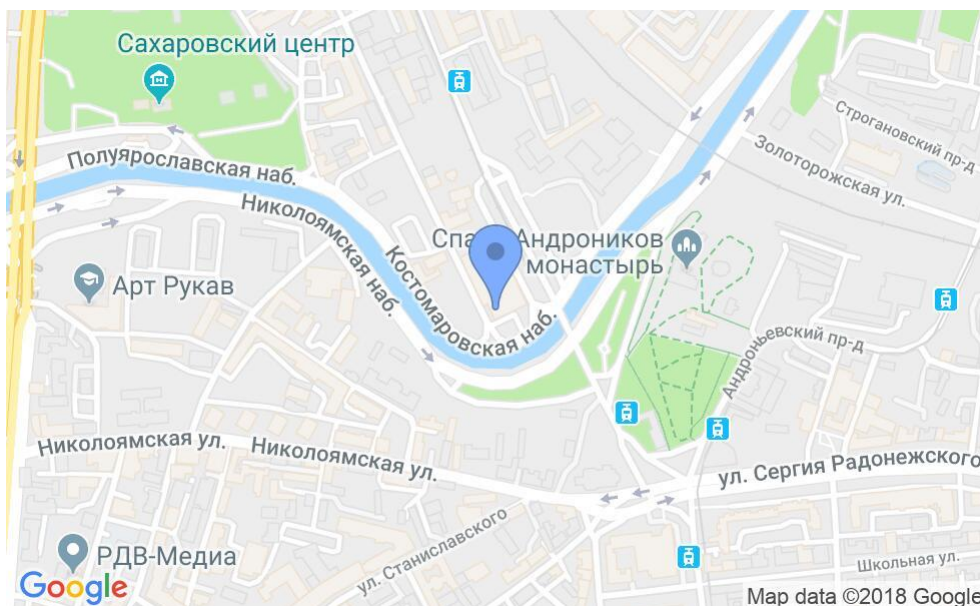 Сахаровский центр
Строгановский пр-д
Золоторожская ул.
Полуярославская наб.
Николоямская наб.
Костомаровская наб.
Андроников
монастырь
Арт Рукав
Андроньевский пр-д
Николоямская ул.
Николоямская ул.
ул. Сергия Радонежского
ул. Станиславского
РДВ-Медиа
Школьная ул.
Google
Map data ©2018 Google